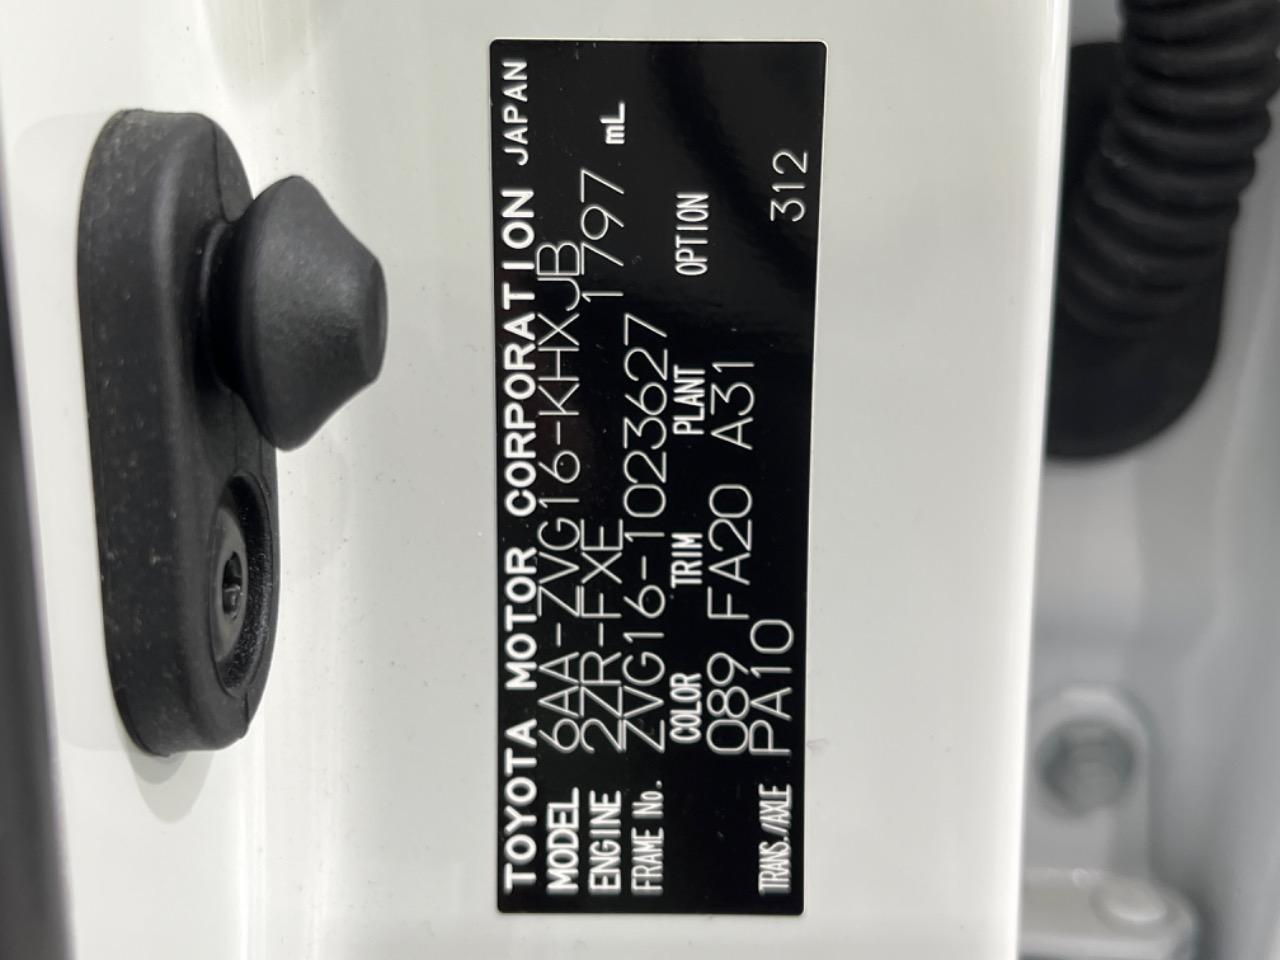 TOYOTA MOTOR CORPORATION JAPAN
MODEL 6AA-ZVG16-KHXJB
ENGINE 2ZR-FXE 1797 mL
FRAME No. ZVG16-1023627
COLOR TRIM PLANT OPTION
089 FA20 A31
TRANS./AXLE PA10 312